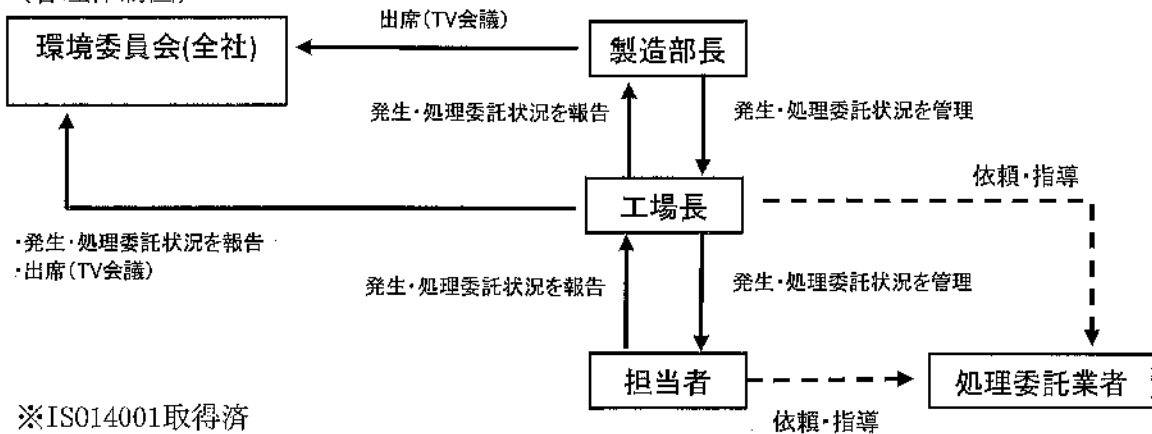 出席(TV会議)
環境委員会(全社)
製造部長
発生・処理委託状況を報告
発生・処理委託状況を管理
依頼・指導
工場長
・発生・処理委託状況を報告
・出席(TV会議)
発生・処理委託状況を報告
発生・処理委託状況を管理
担当者
処理委託業者
依頼・指導
※ISO14001取得済